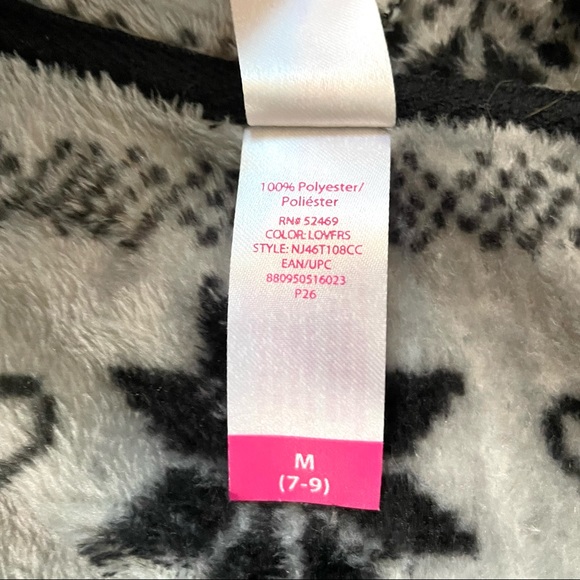 100% Polyester/
Poliéster
RN# 52469
COLOR: LOVFRS
STYLE: NJ46T108CC
EAN/UPC
880950516023
P26
M
(7-9)